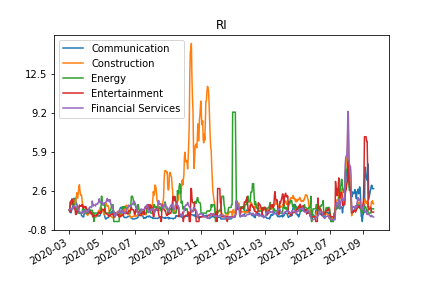 RI
Communication
Construction
Energy
Entertainment
Financial Services
12.5
9.2
5.9
2.6
-0.8
2020-03
2020-05
2020-07
2020-09
2020-11
2021-01
2021-03
2021-05
2021-07
2021-09